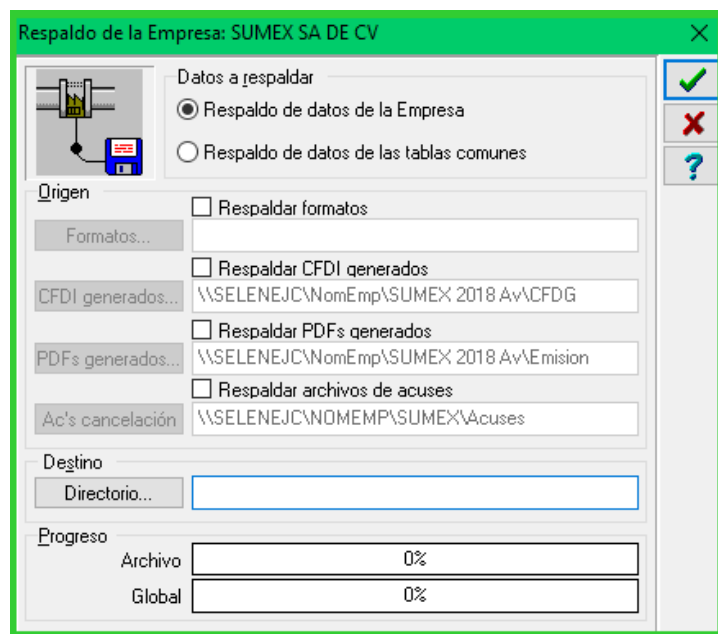 Respaldo de la Empresa: SUMEX SA DE CV
Datos a respaldar
Respaldo de datos de la Empresa
Respaldo de datos de las tablas comunes
Origen
Respaldar formatos
Formatos...
Respaldar CFDI generados
CFDI generados... \\SELENEJC\NomEmp\SUMEX 2018 Av\CFDG
Respaldar PDFs generados
PDFs generados... \\SELENEJC\NomEmp\SUMEX 2018 Av\Emision
Respaldar archivos de acuses
Ac's cancelación \\SELENEJC\NOMEMP\SUMEX\Acuses
Destino
Directorio...
Progreso
Archivo 0%
Global 0%